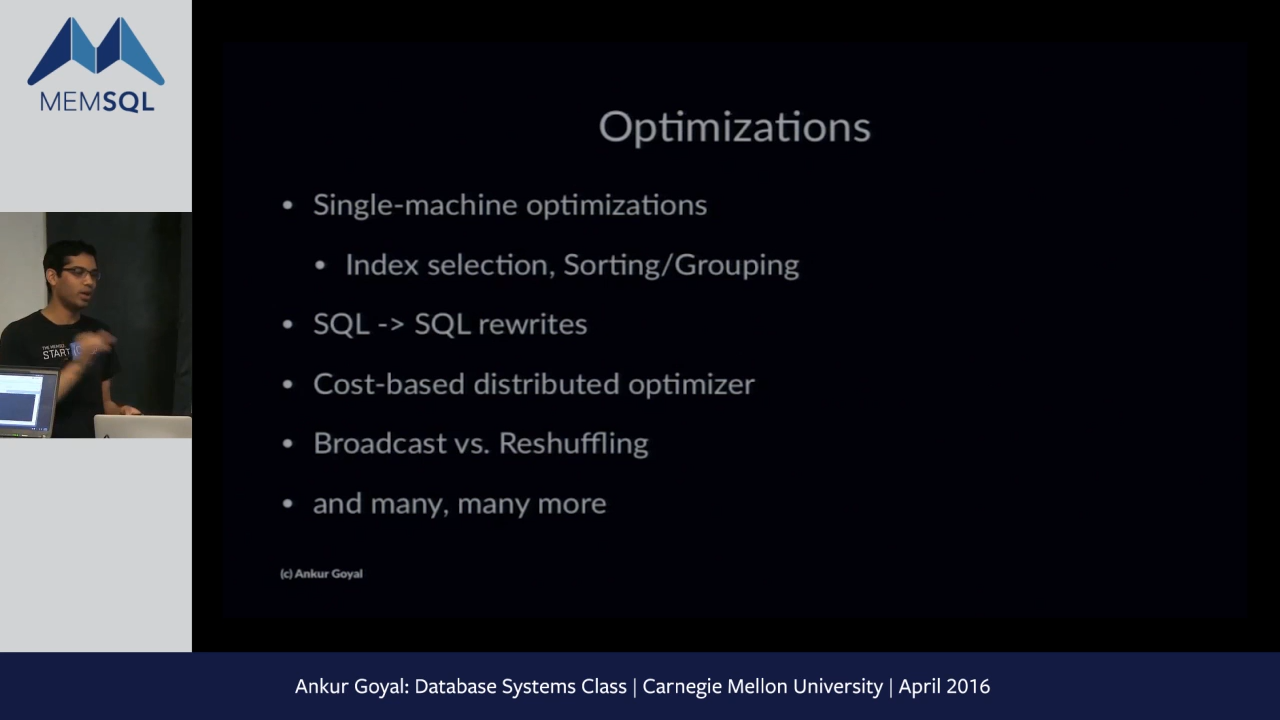 MEMSQL
Optimizations
• Single-machine optimizations
• Index selection, Sorting/Grouping
• SQL -> SQL rewrites
• Cost-based distributed optimizer
• Broadcast vs. Reshuffling
• and many, many more
(c) Ankur Goyal
START
Ankur Goyal: Database Systems Class | Carnegie Mellon University | April 2016